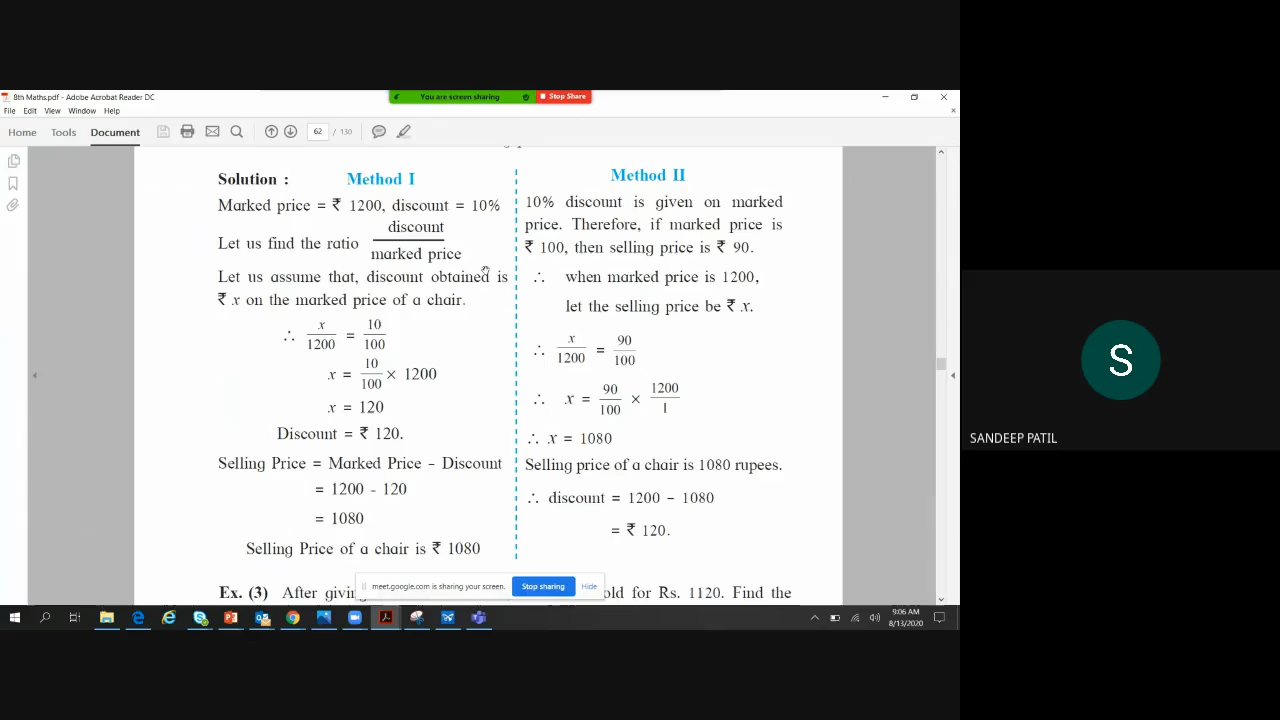 8th Maths.pdf - Adobe Acrobat Reader DC
You are screen sharing
Stop Share
File Edit View Window Help
Home Tools Document
62 / 130
Solution : Method I
Marked price = ₹ 1200, discount = 10%
Let us find the ratio discount / marked price
Let us assume that, discount obtained is
₹ x on the marked price of a chair.
∴ x/1200 = 10/100
x = 10/100 × 1200
x = 120
Discount = ₹ 120.
Selling Price = Marked Price - Discount
= 1200 - 120
= 1080
Selling Price of a chair is ₹ 1080
Method II
10% discount is given on marked
price. Therefore, if marked price is
₹ 100, then selling price is ₹ 90.
∴ when marked price is 1200,
let the selling price be ₹ x.
∴ x/1200 = 90/100
∴ x = 90/100 × 1200/1
∴ x = 1080
Selling price of a chair is 1080 rupees.
∴ discount = 1200 - 1080
= ₹ 120.
Ex. (3) After giving old for Rs. 1120. Find the
meet.google.com is sharing your screen. Stop sharing Hide
9:06 AM
8/13/2020
S
SANDEEP PATIL